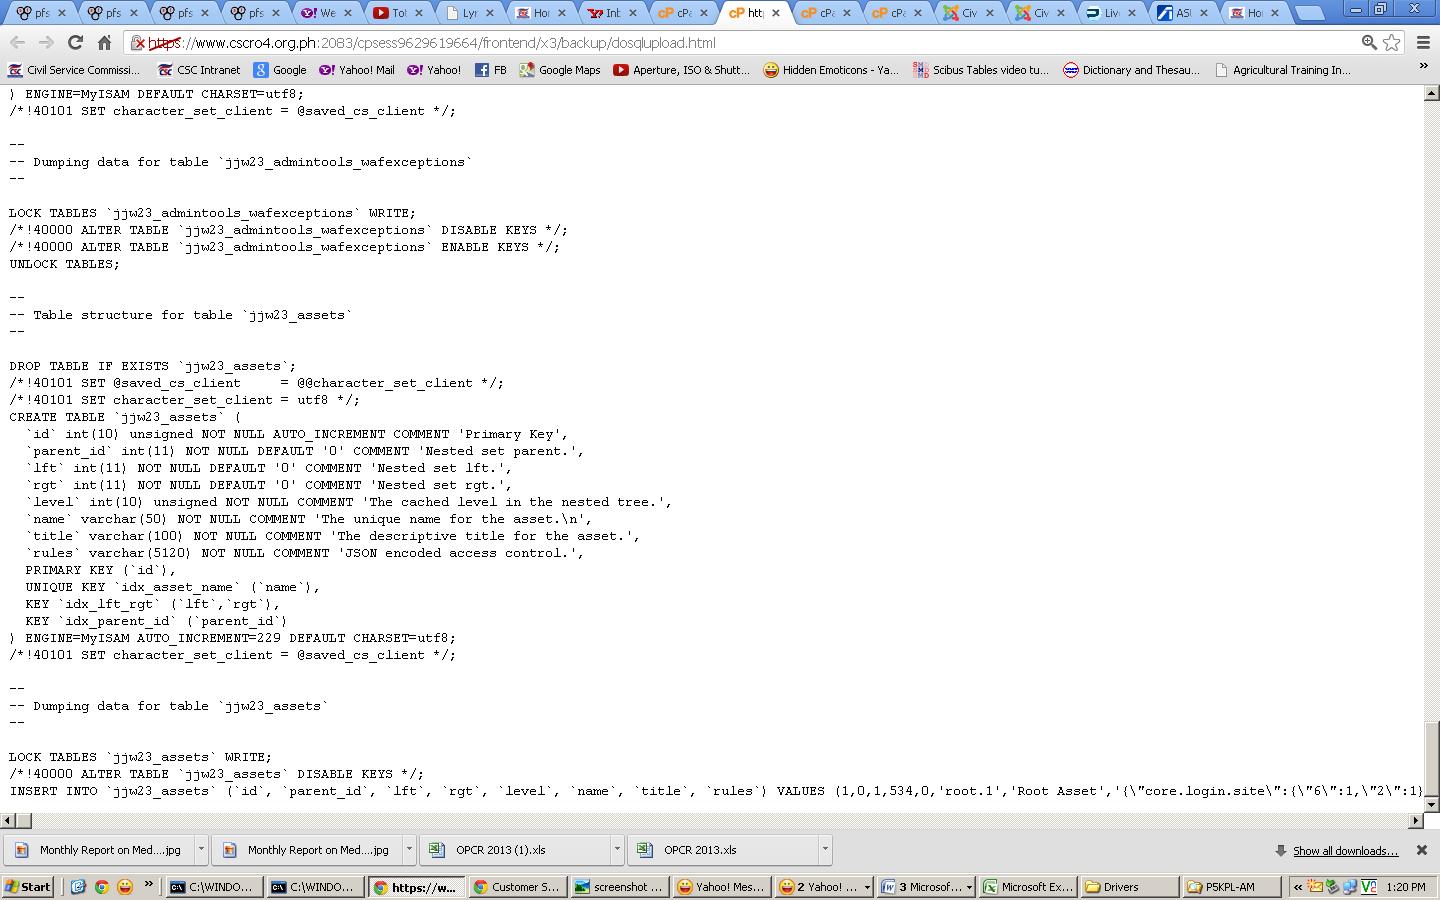 pfs
pfs
pfs
pfs
We
Tol
Lyr
Hor
Inb
cPa
htt
cPa
cPa
Civ
Civ
Live
ASU
Hor
https://www.cscro4.org.ph:2083/cpsess9629619664/frontend/x3/backup/dosqlupload.html
Civil Service Commissi... CSC Intranet Google Yahoo! Mail Yahoo! FB Google Maps Aperture, ISO & Shutt... Hidden Emoticons - Ya... Scibus Tables video tu... Dictionary and Thesau... Agricultural Training In... »
) ENGINE=MyISAM DEFAULT CHARSET=utf8;
/*!40101 SET character_set_client = @saved_cs_client */;
--
-- Dumping data for table `jjw23_admintools_wafexceptions`
--
LOCK TABLES `jjw23_admintools_wafexceptions` WRITE;
/*!40000 ALTER TABLE `jjw23_admintools_wafexceptions` DISABLE KEYS */;
/*!40000 ALTER TABLE `jjw23_admintools_wafexceptions` ENABLE KEYS */;
UNLOCK TABLES;
--
-- Table structure for table `jjw23_assets`
--
DROP TABLE IF EXISTS `jjw23_assets`;
/*!40101 SET @saved_cs_client     = @@character_set_client */;
/*!40101 SET character_set_client = utf8 */;
CREATE TABLE `jjw23_assets` (
`id` int(10) unsigned NOT NULL AUTO_INCREMENT COMMENT 'Primary Key',
`parent_id` int(11) NOT NULL DEFAULT '0' COMMENT 'Nested set parent.',
`lft` int(11) NOT NULL DEFAULT '0' COMMENT 'Nested set lft.',
`rgt` int(11) NOT NULL DEFAULT '0' COMMENT 'Nested set rgt.',
`level` int(10) unsigned NOT NULL COMMENT 'The cached level in the nested tree.',
`name` varchar(50) NOT NULL COMMENT 'The unique name for the asset.\n',
`title` varchar(100) NOT NULL COMMENT 'The descriptive title for the asset.',
`rules` varchar(5120) NOT NULL COMMENT 'JSON encoded access control.',
PRIMARY KEY (`id`),
UNIQUE KEY `idx_asset_name` (`name`),
KEY `idx_lft_rgt` (`lft`,`rgt`),
KEY `idx_parent_id` (`parent_id`)
) ENGINE=MyISAM AUTO_INCREMENT=229 DEFAULT CHARSET=utf8;
/*!40101 SET character_set_client = @saved_cs_client */;
--
-- Dumping data for table `jjw23_assets`
--
LOCK TABLES `jjw23_assets` WRITE;
/*!40000 ALTER TABLE `jjw23_assets` DISABLE KEYS */;
INSERT INTO `jjw23_assets` (`id`, `parent_id`, `lft`, `rgt`, `level`, `name`, `title`, `rules`) VALUES (1,0,1,534,0,'root.1','Root Asset','{\"core.login.site\":{\"6\":1,\"2\":1}
Monthly Report on Med....jpg Monthly Report on Med....jpg OPCR 2013 (1).xls OPCR 2013.xls Show all downloads...
Start » C:\WINDO... C:\WINDO... https://w... Customer S... screenshot ... Yahoo! Mes... 2 Yahoo! ... 3 Microsof... Microsoft Ex... Drivers P5KPL-AM « 1:20 PM